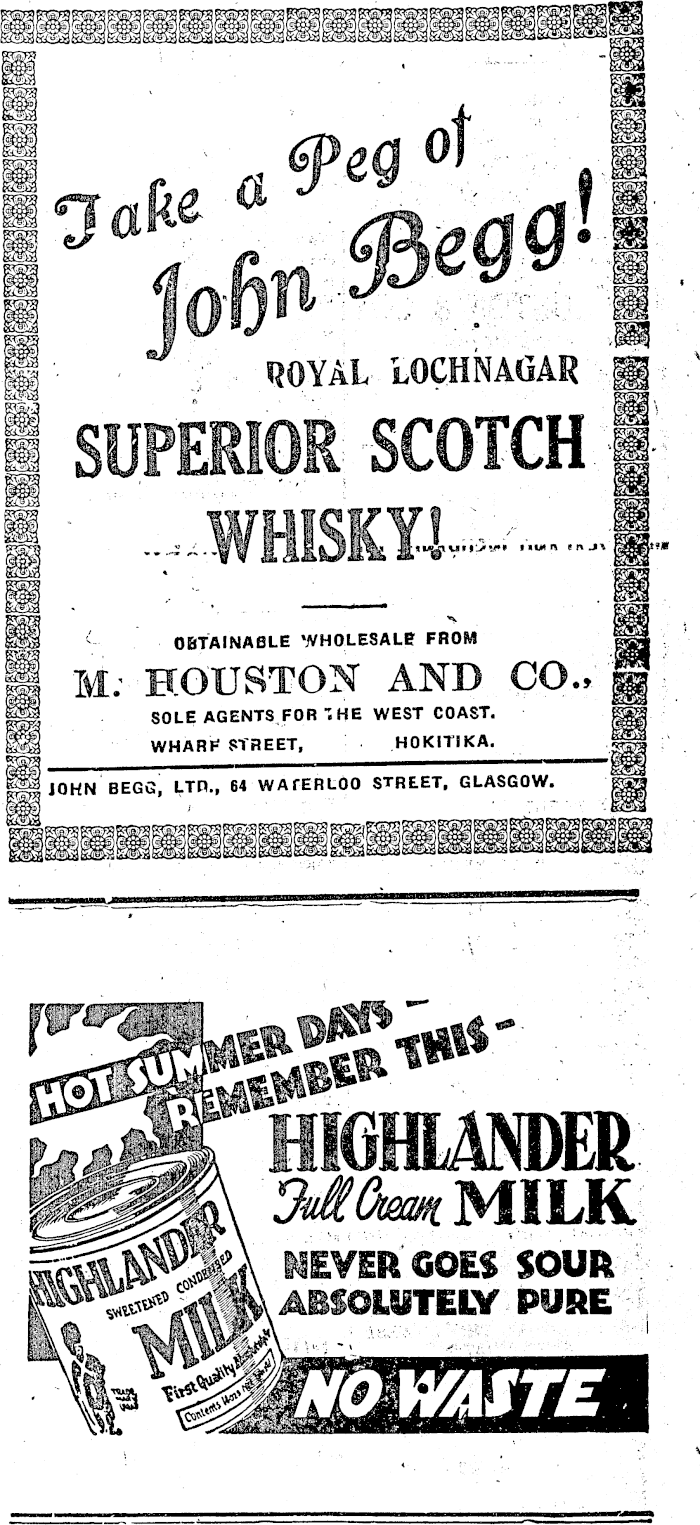 Take a Peg of
John Begg!
ROYAL LOCHNAGAR
SUPERIOR SCOTCH
WHISKY!
OBTAINABLE WHOLESALE FROM
M. HOUSTON AND CO.,
SOLE AGENTS FOR THE WEST COAST.
WHARF STREET, HOKITIKA.
JOHN BEGG, LTD., 64 WATERLOO STREET, GLASGOW.
HOT SUMMER DAYS –
REMEMBER THIS –
HIGHLANDER
Full Cream MILK
NEVER GOES SOUR
ABSOLUTELY PURE
NO WASTE
HIGHLANDER
SWEETENED CONDENSED
MILK
First Quality
TRADE
Contents